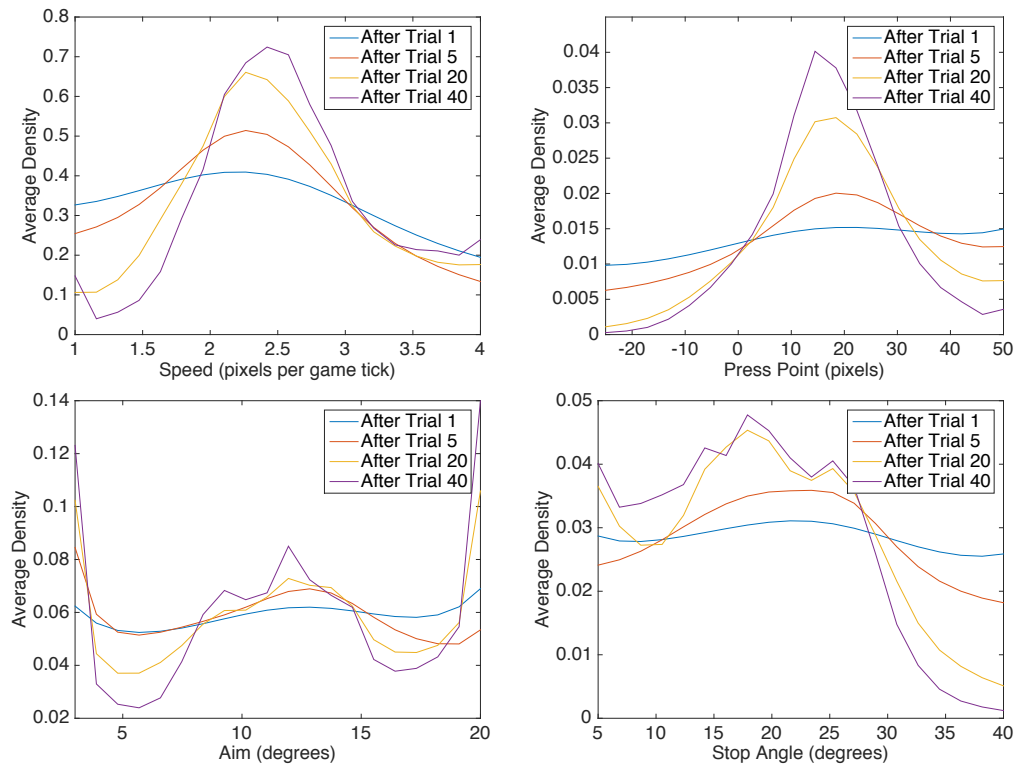 0.8
0.7
0.6
0.5
0.4
0.3
0.2
0.1
0
Average Density
1 1.5 2 2.5 3 3.5 4
Speed (pixels per game tick)
After Trial 1
After Trial 5
After Trial 20
After Trial 40
0.04
0.035
0.03
0.025
0.02
0.015
0.01
0.005
0
Average Density
-20 -10 0 10 20 30 40 50
Press Point (pixels)
After Trial 1
After Trial 5
After Trial 20
After Trial 40
0.14
0.12
0.1
0.08
0.06
0.04
0.02
Average Density
5 10 15 20
Aim (degrees)
After Trial 1
After Trial 5
After Trial 20
After Trial 40
0.05
0.04
0.03
0.02
0.01
0
Average Density
5 10 15 20 25 30 35 40
Stop Angle (degrees)
After Trial 1
After Trial 5
After Trial 20
After Trial 40